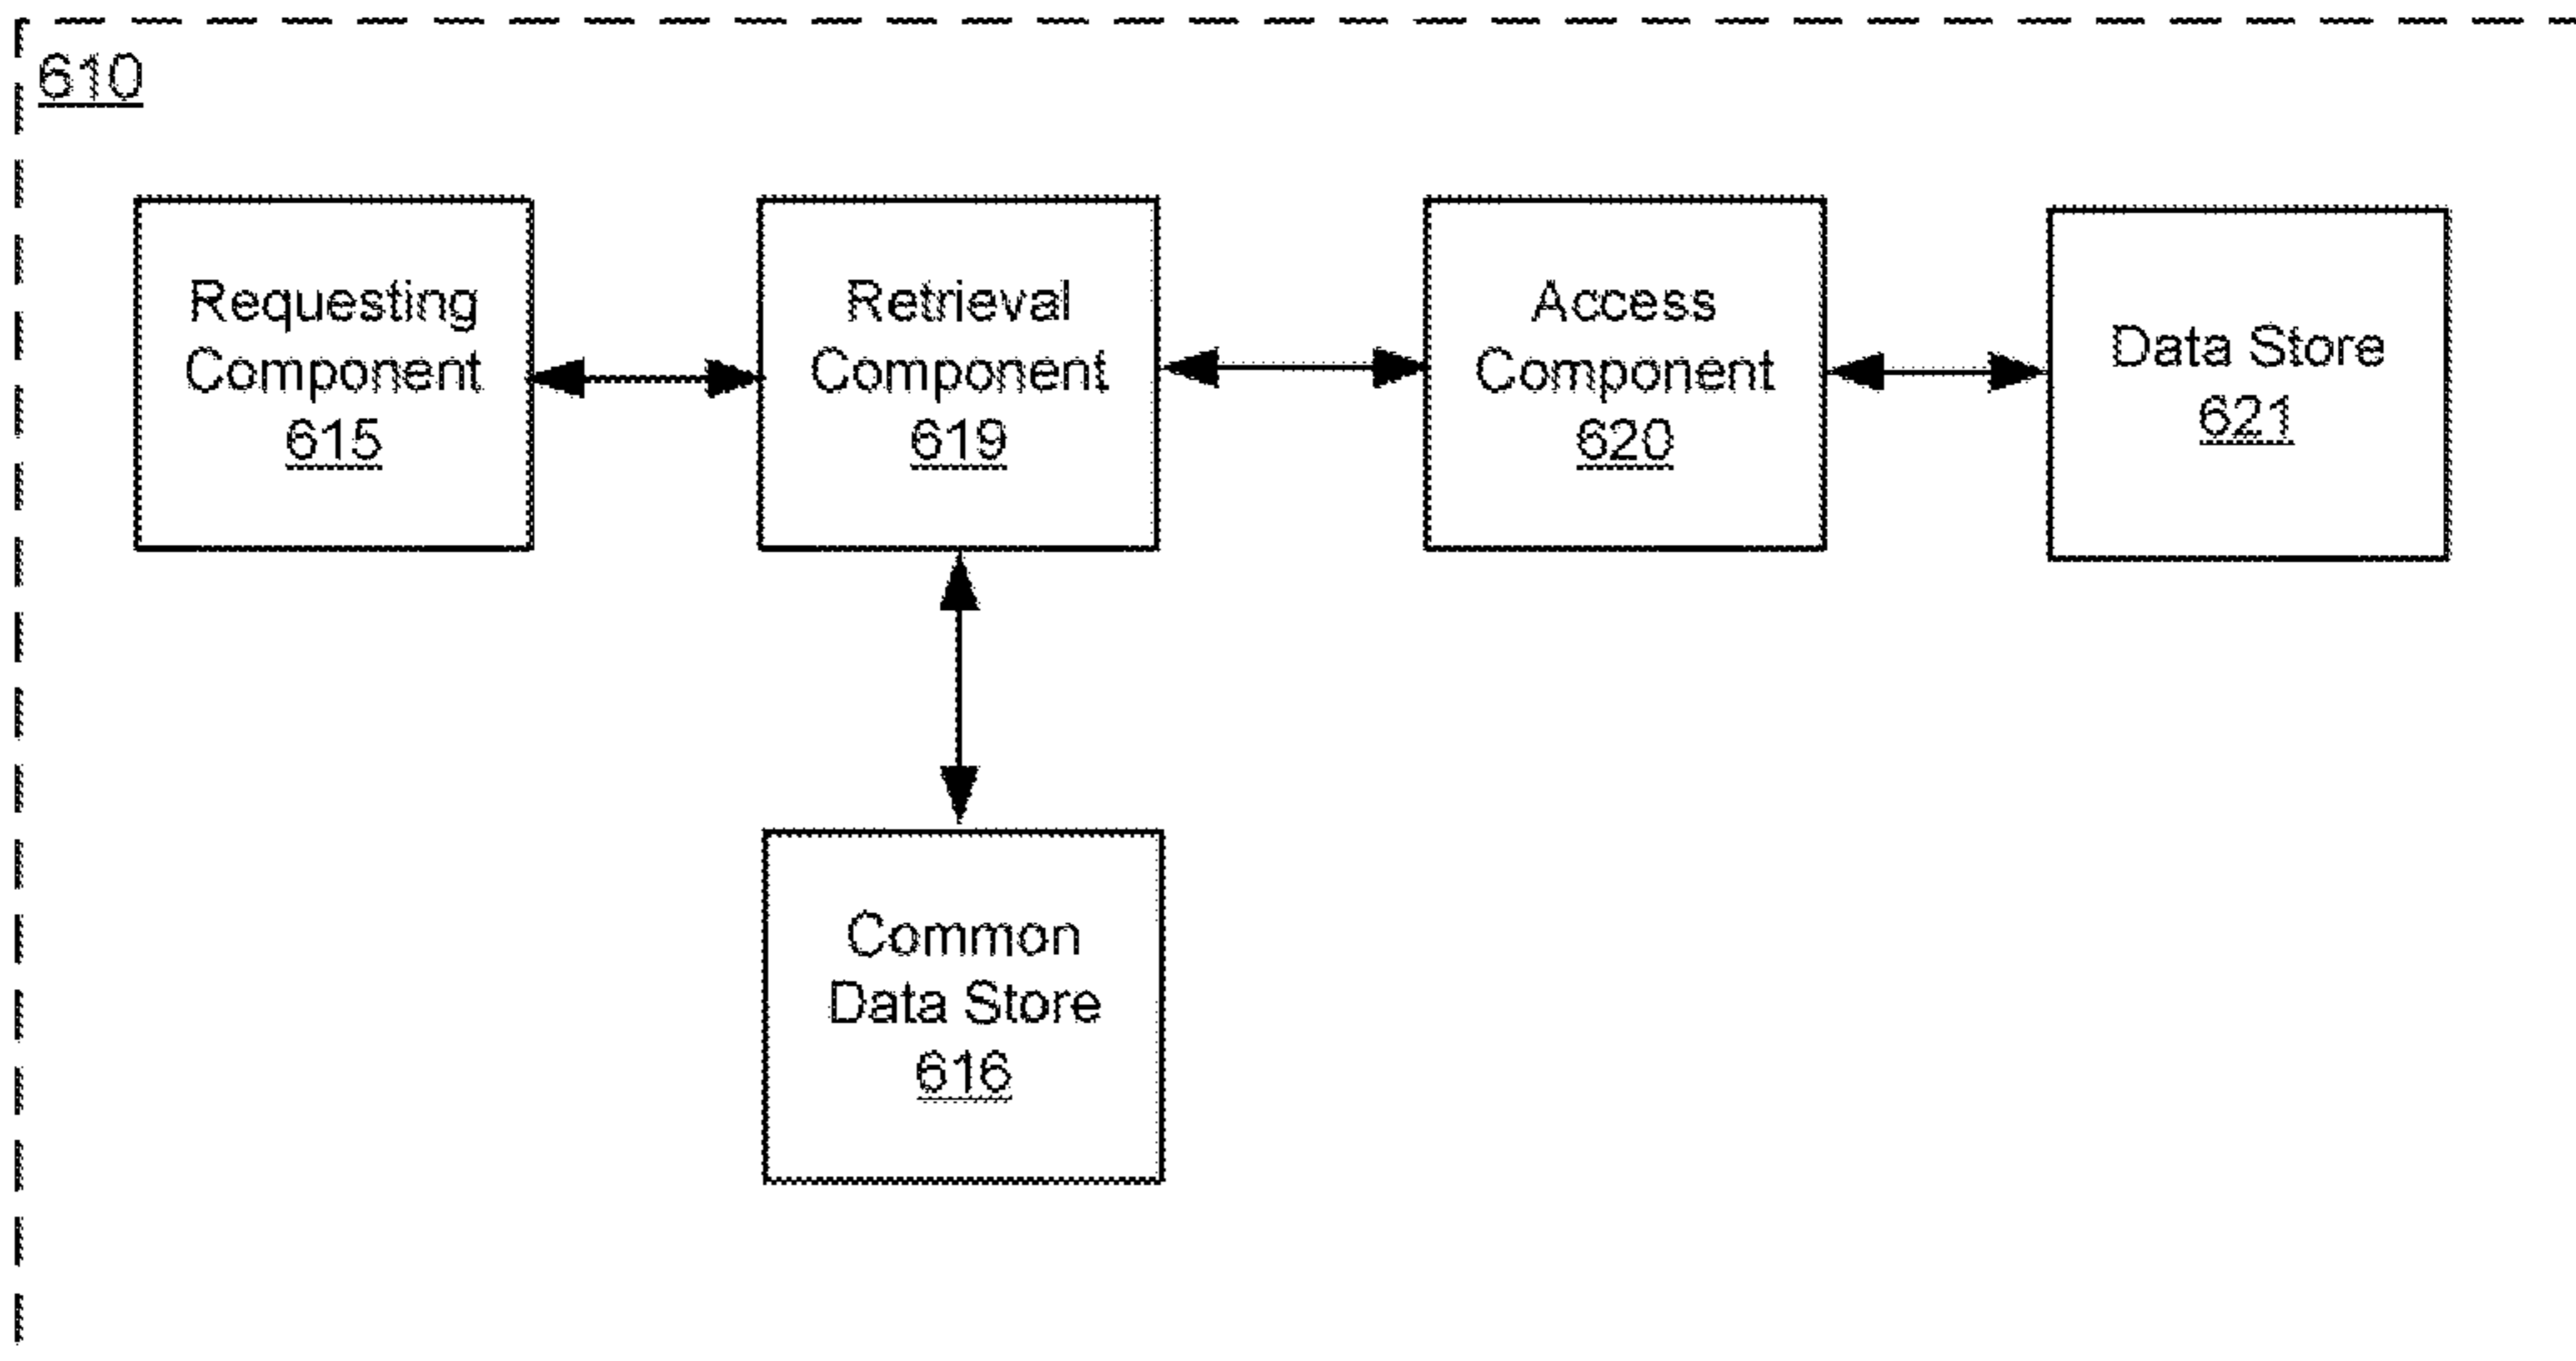 610
Requesting
Component
615
Retrieval
Component
619
Access
Component
620
Data Store
621
Common
Data Store
616